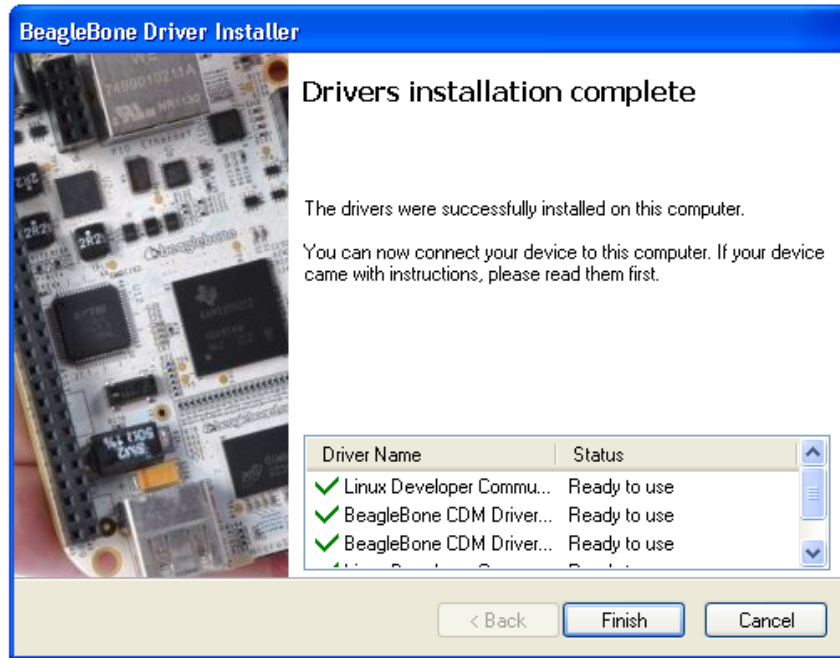 BeagleBone Driver Installer
Drivers installation complete
The drivers were successfully installed on this computer.
You can now connect your device to this computer. If your device
came with instructions, please read them first.
Driver Name Status
Linux Developer Commu... Ready to use
BeagleBone CDM Driver... Ready to use
BeagleBone CDM Driver... Ready to use
< Back Finish Cancel
beaglebone
2R2
2R2